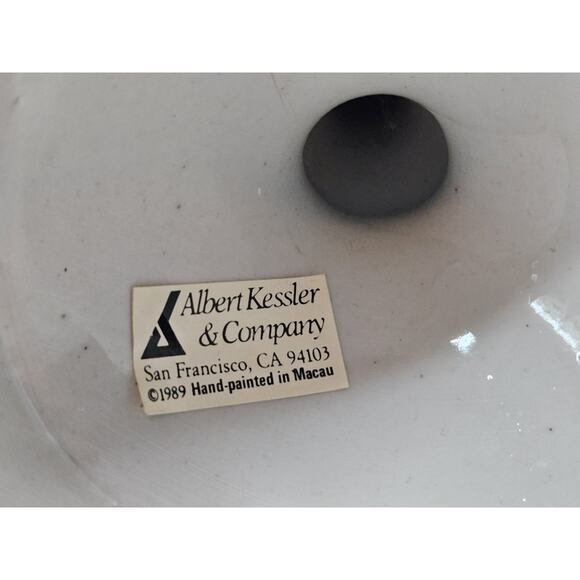 Albert Kessler
& Company
San Francisco, CA 94103
©1989 Hand-painted in Macau